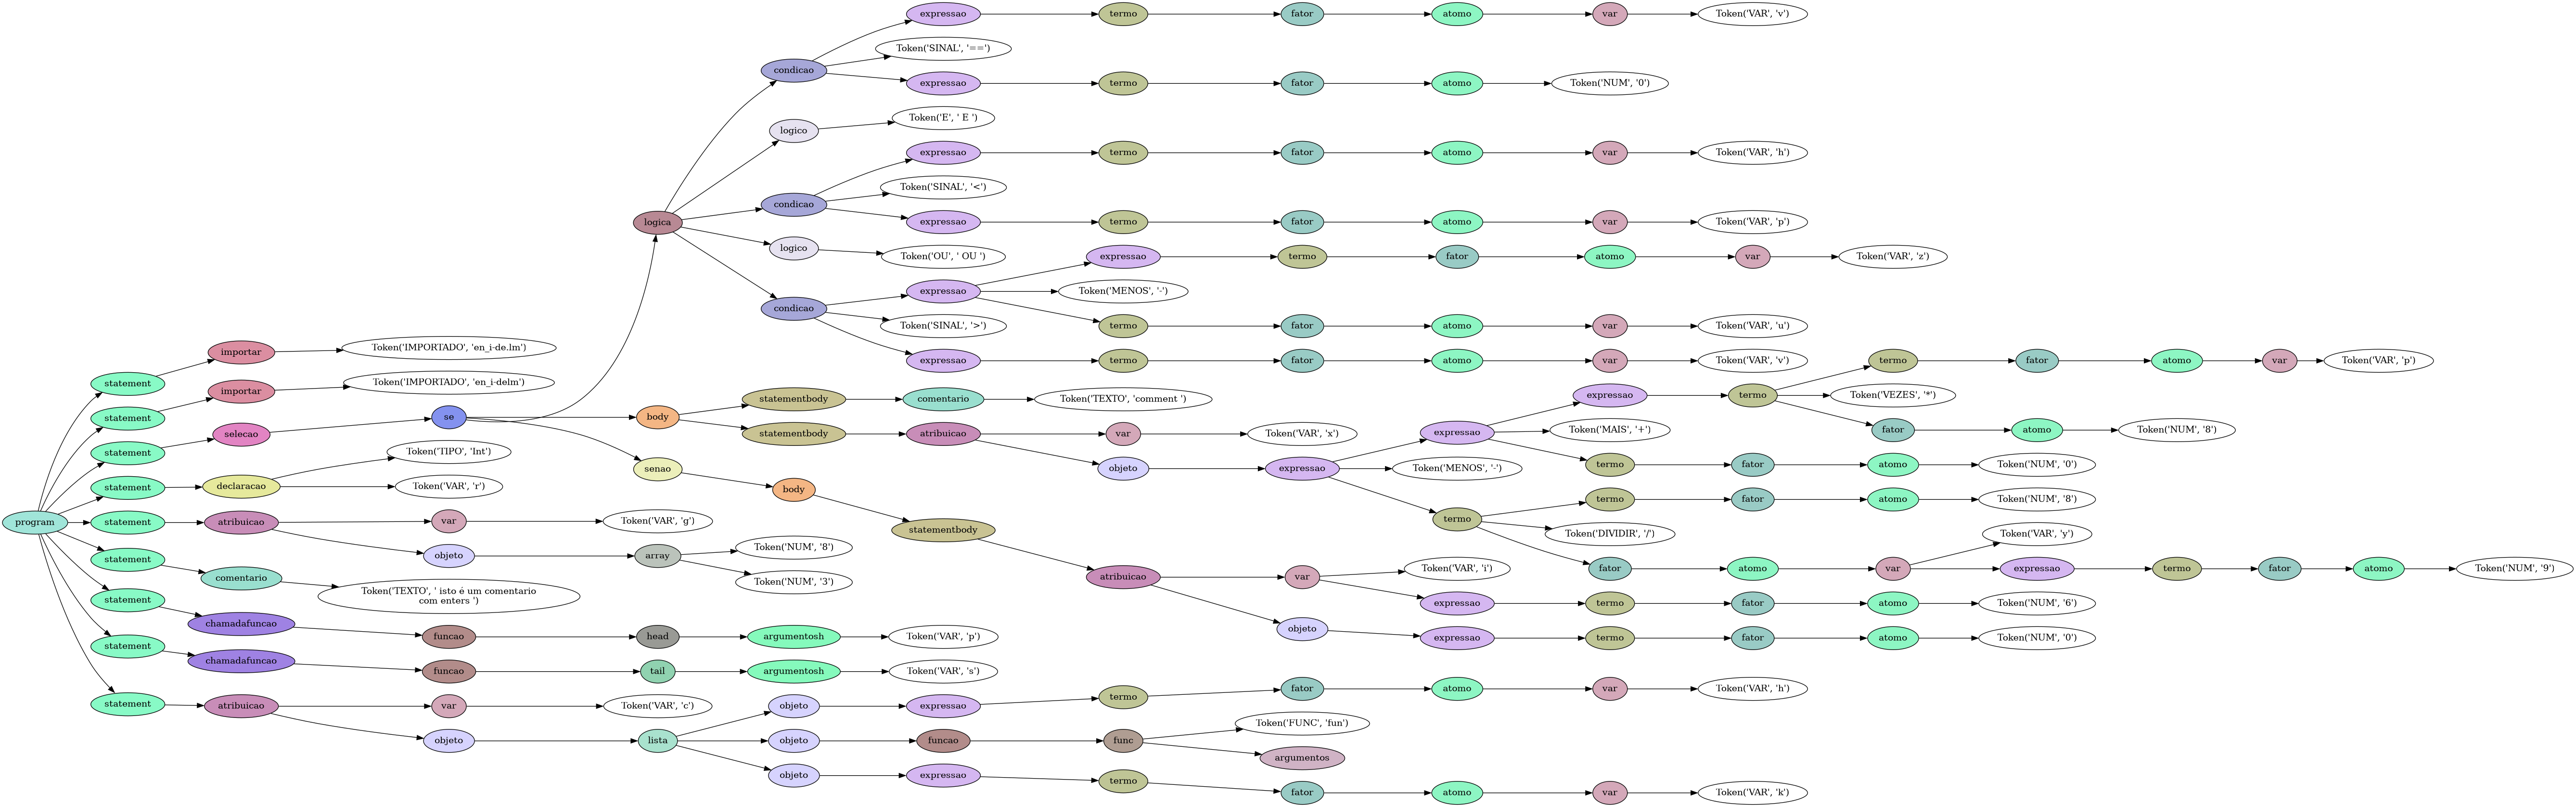 expressao termo fator atomo var Token('VAR', 'v')
Token('SINAL', '==')
condicao
expressao termo fator atomo Token('NUM', '0')
logico Token('E', ' E ')
expressao termo fator atomo var Token('VAR', 'h')
Token('SINAL', '<')
condicao
logica expressao termo fator atomo var Token('VAR', 'p')
logico Token('OU', ' OU ')
expressao termo fator atomo var Token('VAR', 'z')
expressao Token('MENOS', '-')
condicao
Token('SINAL', '>') termo fator atomo var Token('VAR', 'u')
importar Token('IMPORTADO', 'en_i-de.lm')
expressao termo fator atomo var Token('VAR', 'v') termo fator atomo var Token('VAR', 'p')
statement importar Token('IMPORTADO', 'en_i-delm')
statementbody comentario Token('TEXTO', 'comment ') expressao termo Token('VEZES', '*')
statement se body
selecao statementbody atribuicao var Token('VAR', 'x') expressao Token('MAIS', '+') fator atomo Token('NUM', '8')
statement Token('TIPO', 'Int')
senao objeto expressao Token('MENOS', '-') termo fator atomo Token('NUM', '0')
statement declaracao Token('VAR', 'r') body
termo fator atomo Token('NUM', '8')
program statement atribuicao var Token('VAR', 'g') statementbody termo Token('DIVIDIR', '/') Token('VAR', 'y')
statement objeto array Token('NUM', '8')
comentario Token('NUM', '3') atribuicao var Token('VAR', 'i') fator atomo var expressao termo fator atomo Token('NUM', '9')
Token('TEXTO', ' isto é um comentario
com enters ')
statement expressao termo fator atomo Token('NUM', '6')
chamadafuncao funcao head argumentosh Token('VAR', 'p') objeto expressao termo fator atomo Token('NUM', '0')
statement chamadafuncao funcao tail argumentosh Token('VAR', 's')
statement atribuicao var Token('VAR', 'c') objeto expressao termo fator atomo var Token('VAR', 'h')
Token('FUNC', 'fun')
objeto lista objeto funcao func
argumentos
objeto expressao termo fator atomo var Token('VAR', 'k')